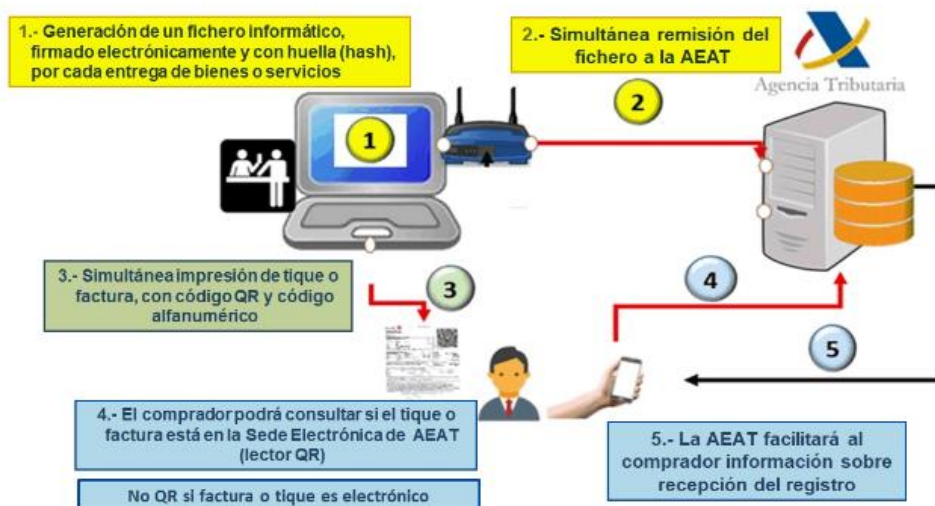 1.- Generación de un fichero informático,
firmado electrónicamente y con huella (hash),
por cada entrega de bienes o servicios
2.- Simultánea remisión del
fichero a la AEAT
Agencia Tributaria
1
2
3.- Simultánea impresión de tique o
factura, con código QR y código
alfanumérico
3
4
5
4.- El comprador podrá consultar si el tique o
factura está en la Sede Electrónica de AEAT
(lector QR)
No QR si factura o tique es electrónico
5.- La AEAT facilitará al
comprador información sobre
recepción del registro